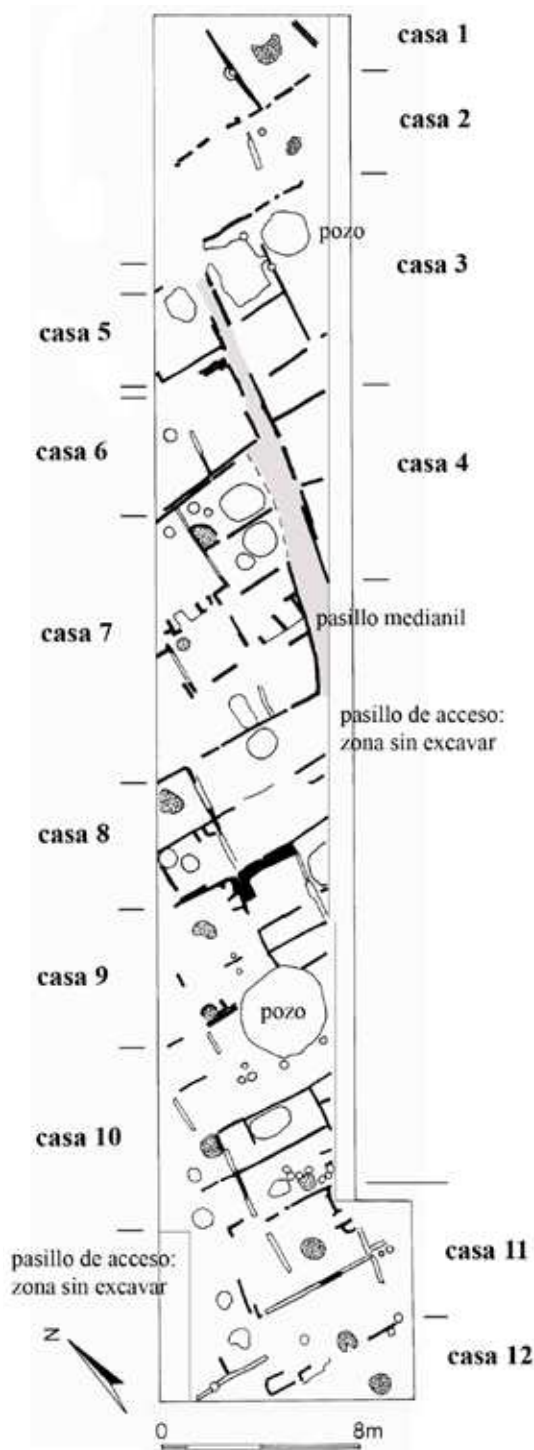 casa 1
casa 2
pozo
casa 3
casa 5
casa 6
casa 4
pasillo medianil
casa 7
pasillo de acceso:
zona sin excavar
casa 8
casa 9
pozo
casa 10
casa 11
pasillo de acceso:
zona sin excavar
casa 12
N
0 8m